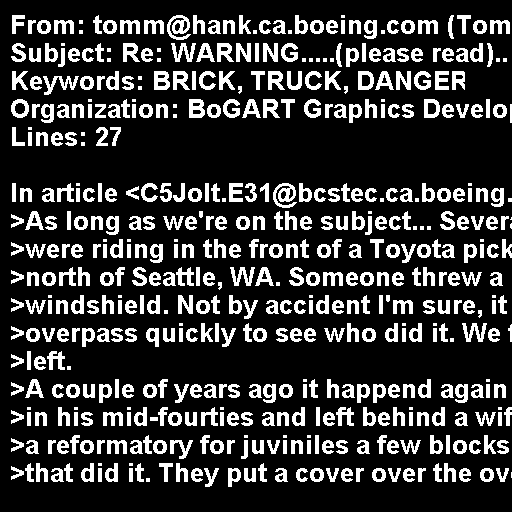 From: tomm@hank.ca.boeing.com (Tom
Subject: Re: WARNING.....(please read)..
Keywords: BRICK, TRUCK, DANGER
Organization: BoGART Graphics Develop
Lines: 27

In article <C5JoIt.E31@bcstec.ca.boeing.
>As long as we're on the subject... Severa
>were riding in the front of a Toyota pick
>north of Seattle, WA. Someone threw a
>windshield. Not by accident I'm sure, it
>overpass quickly to see who did it. We f
>left.
>A couple of years ago it happend again
>in his mid-fourties and left behind a wif
>a reformatory for juviniles a few blocks
>that did it. They put a cover over the ov